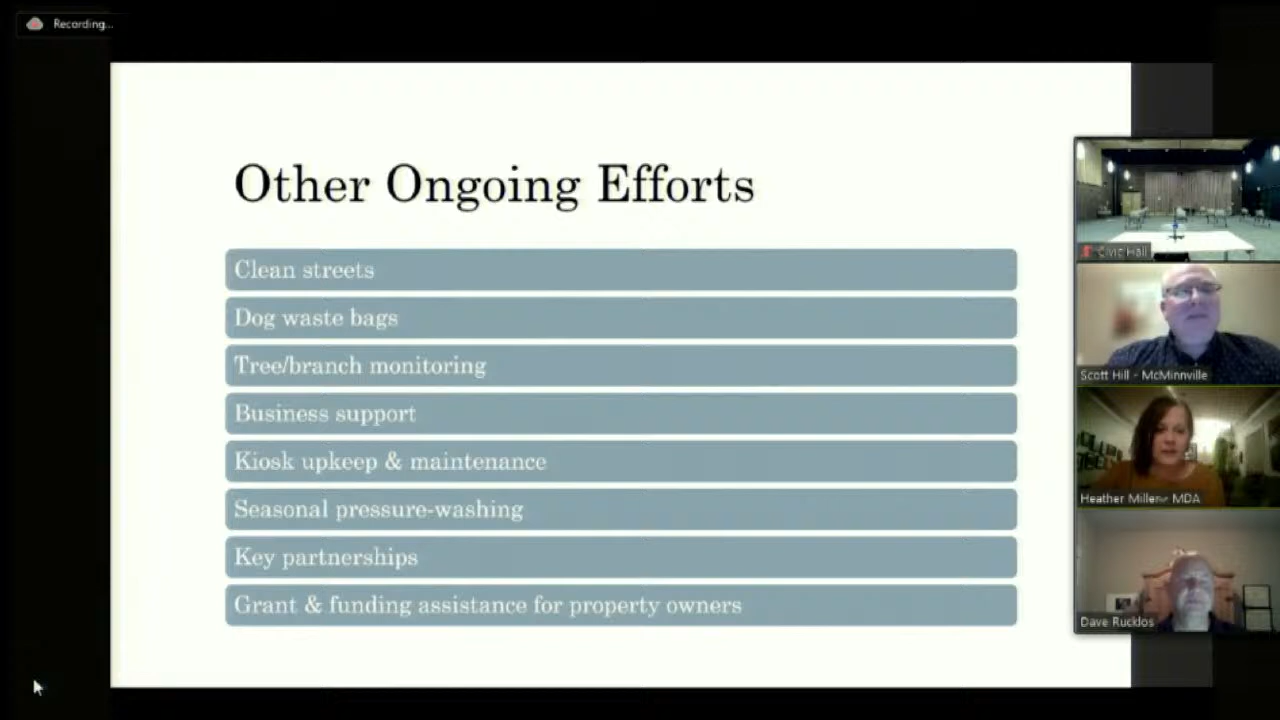 Recording...
Other Ongoing Efforts
Clean streets
Dog waste bags
Tree/branch monitoring
Business support
Kiosk upkeep & maintenance
Seasonal pressure-washing
Key partnerships
Grant & funding assistance for property owners
Civic Hall
Scott Hill - McMinnville
Heather Miller - MDA
Dave Rucklos